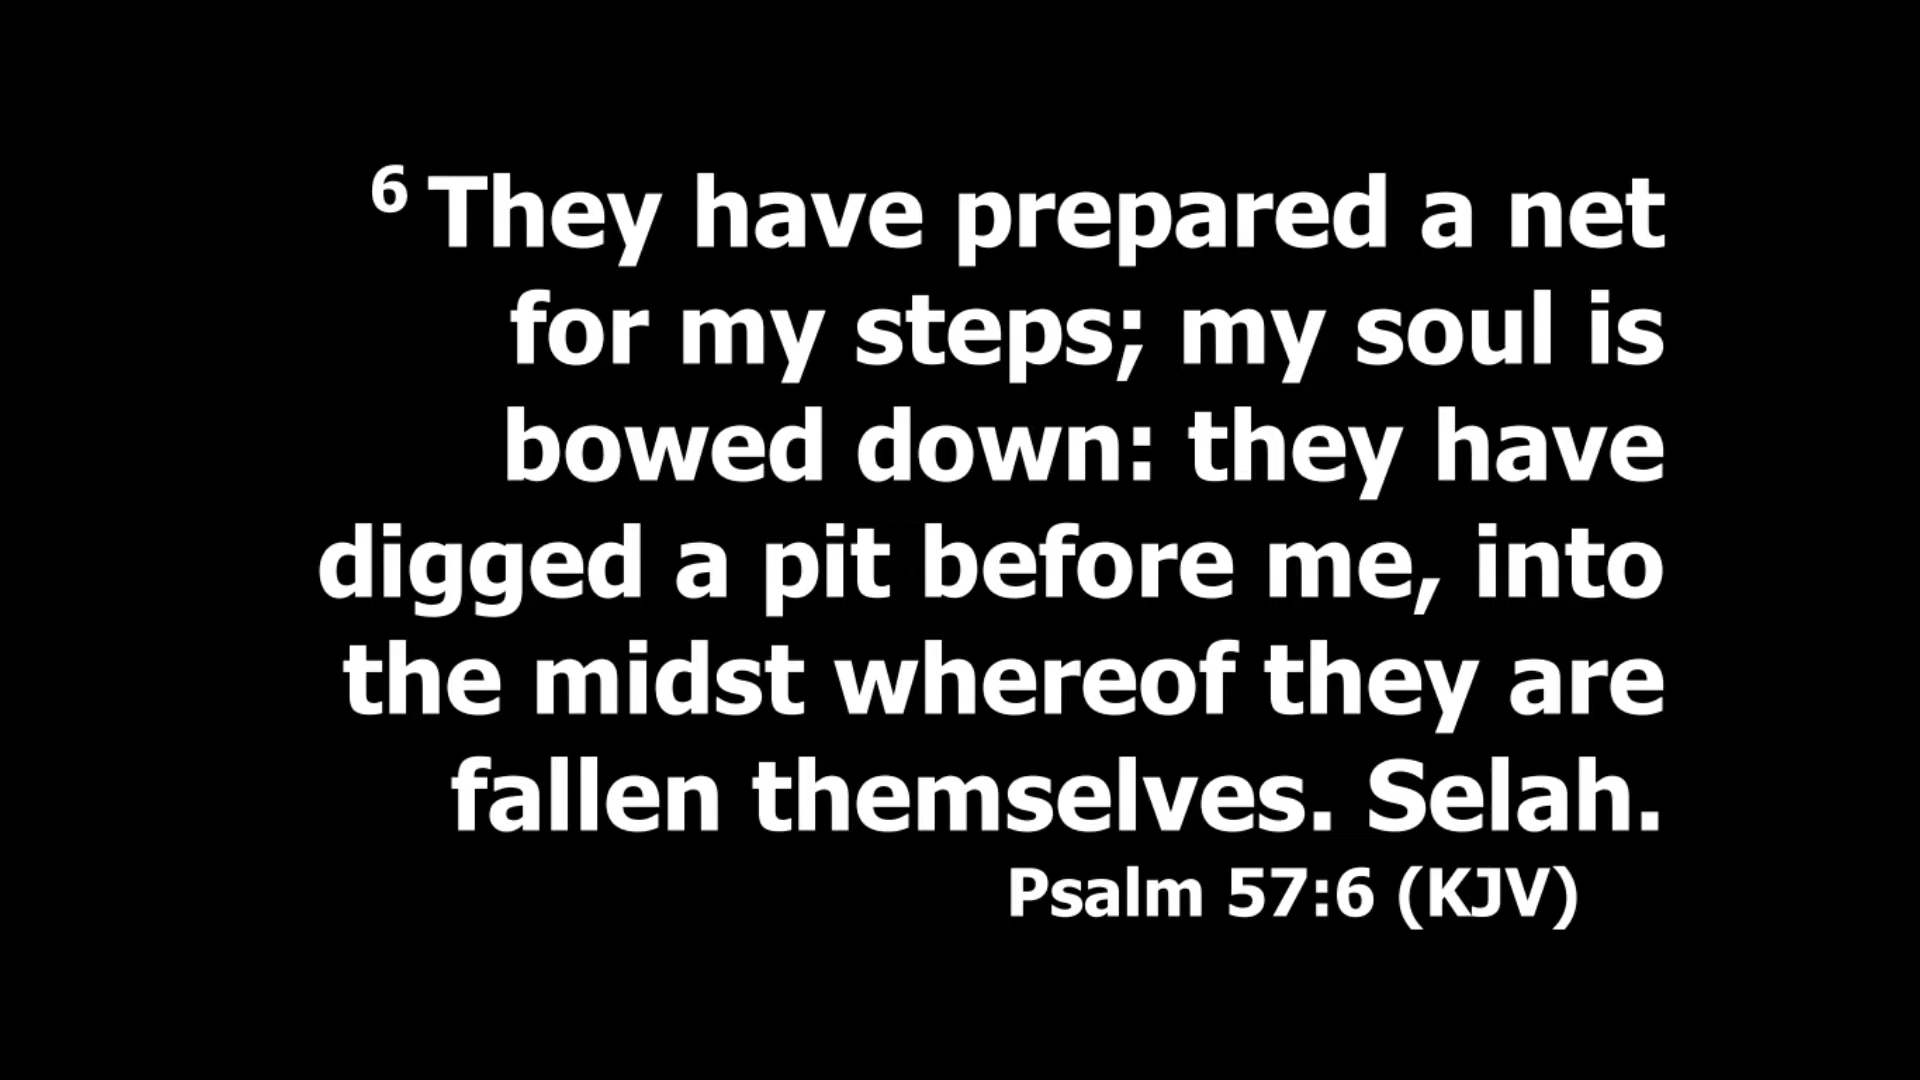 6 They have prepared a net
for my steps; my soul is
bowed down: they have
digged a pit before me, into
the midst whereof they are
fallen themselves. Selah.
Psalm 57:6 (KJV)